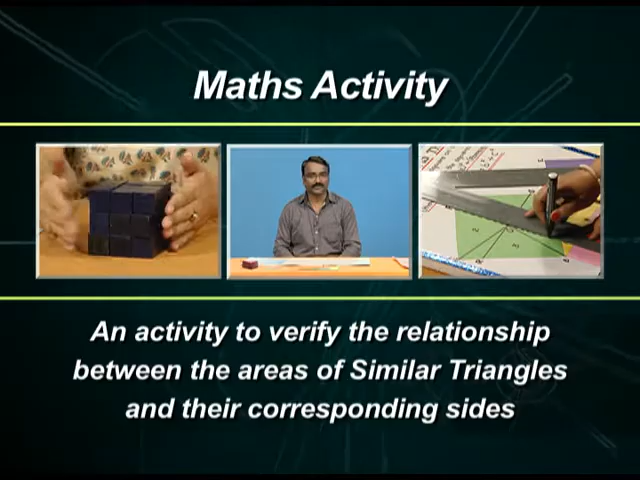 Maths Activity
An activity to verify the relationship
between the areas of Similar Triangles
and their corresponding sides